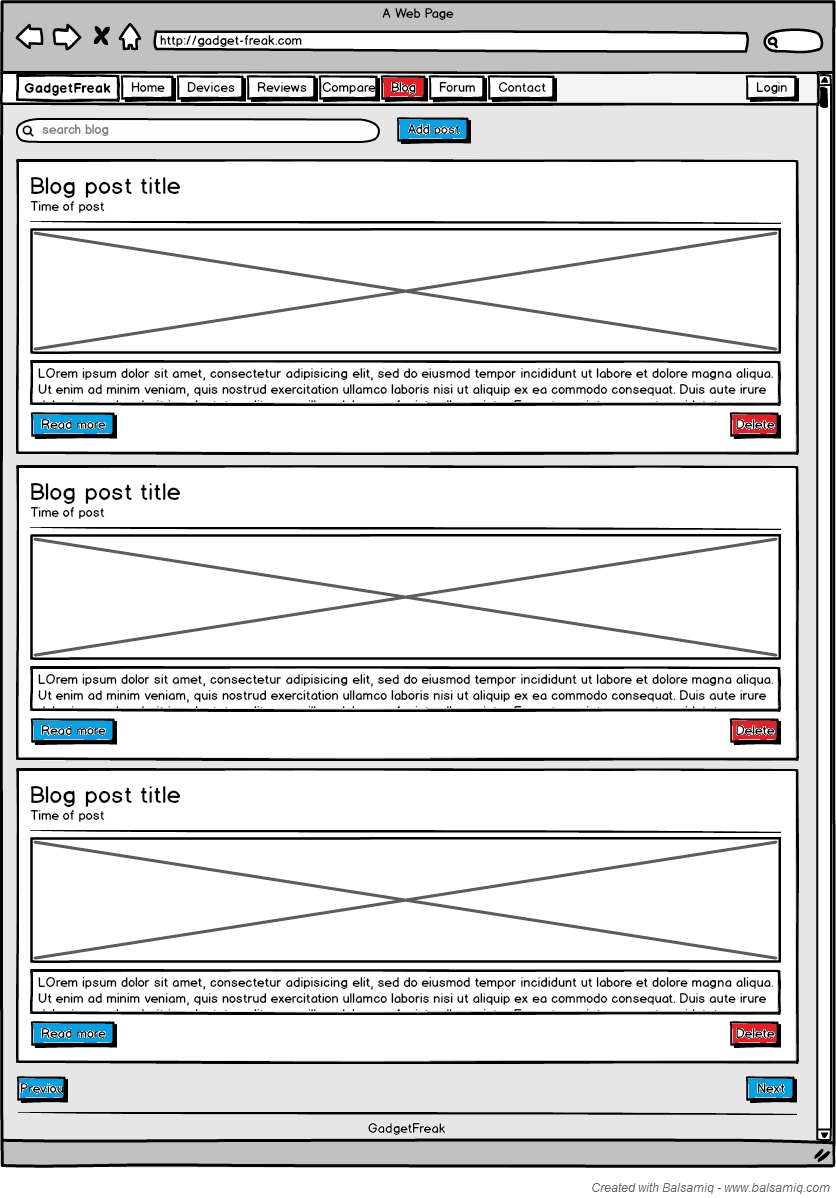 A Web Page
http://gadget-freak.com
GadgetFreak Home Devices Reviews Compare Blog Forum Contact Login
search blog Add post
Blog post title
Time of post
LOrem ipsum dolor sit amet, consectetur adipisicing elit, sed do eiusmod tempor incididunt ut labore et dolore magna aliqua.
Ut enim ad minim veniam, quis nostrud exercitation ullamco laboris nisi ut aliquip ex ea commodo consequat. Duis aute irure
Read more Delete
Blog post title
Time of post
LOrem ipsum dolor sit amet, consectetur adipisicing elit, sed do eiusmod tempor incididunt ut labore et dolore magna aliqua.
Ut enim ad minim veniam, quis nostrud exercitation ullamco laboris nisi ut aliquip ex ea commodo consequat. Duis aute irure
Read more Delete
Blog post title
Time of post
LOrem ipsum dolor sit amet, consectetur adipisicing elit, sed do eiusmod tempor incididunt ut labore et dolore magna aliqua.
Ut enim ad minim veniam, quis nostrud exercitation ullamco laboris nisi ut aliquip ex ea commodo consequat. Duis aute irure
Read more Delete
Previou Next
GadgetFreak
Created with Balsamiq - www.balsamiq.com